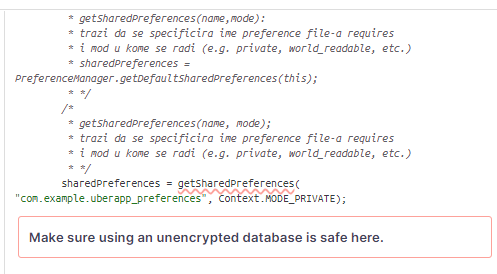 * getSharedPreferences(name,mode):
* trazi da se specificira ime preference file-a requires
* i mod u kome se radi (e.g. private, world_readable, etc.)
* sharedPreferences =
PreferenceManager.getDefaultSharedPreferences(this);
* */
/*
* getSharedPreferences(name, mode);
* trazi da se specificira ime preference file-a requires
* i mod u kome se radi (e.g. private, world_readable, etc.)
* */
sharedPreferences = getSharedPreferences(
"com.example.uberapp_preferences", Context.MODE_PRIVATE);
Make sure using an unencrypted database is safe here.